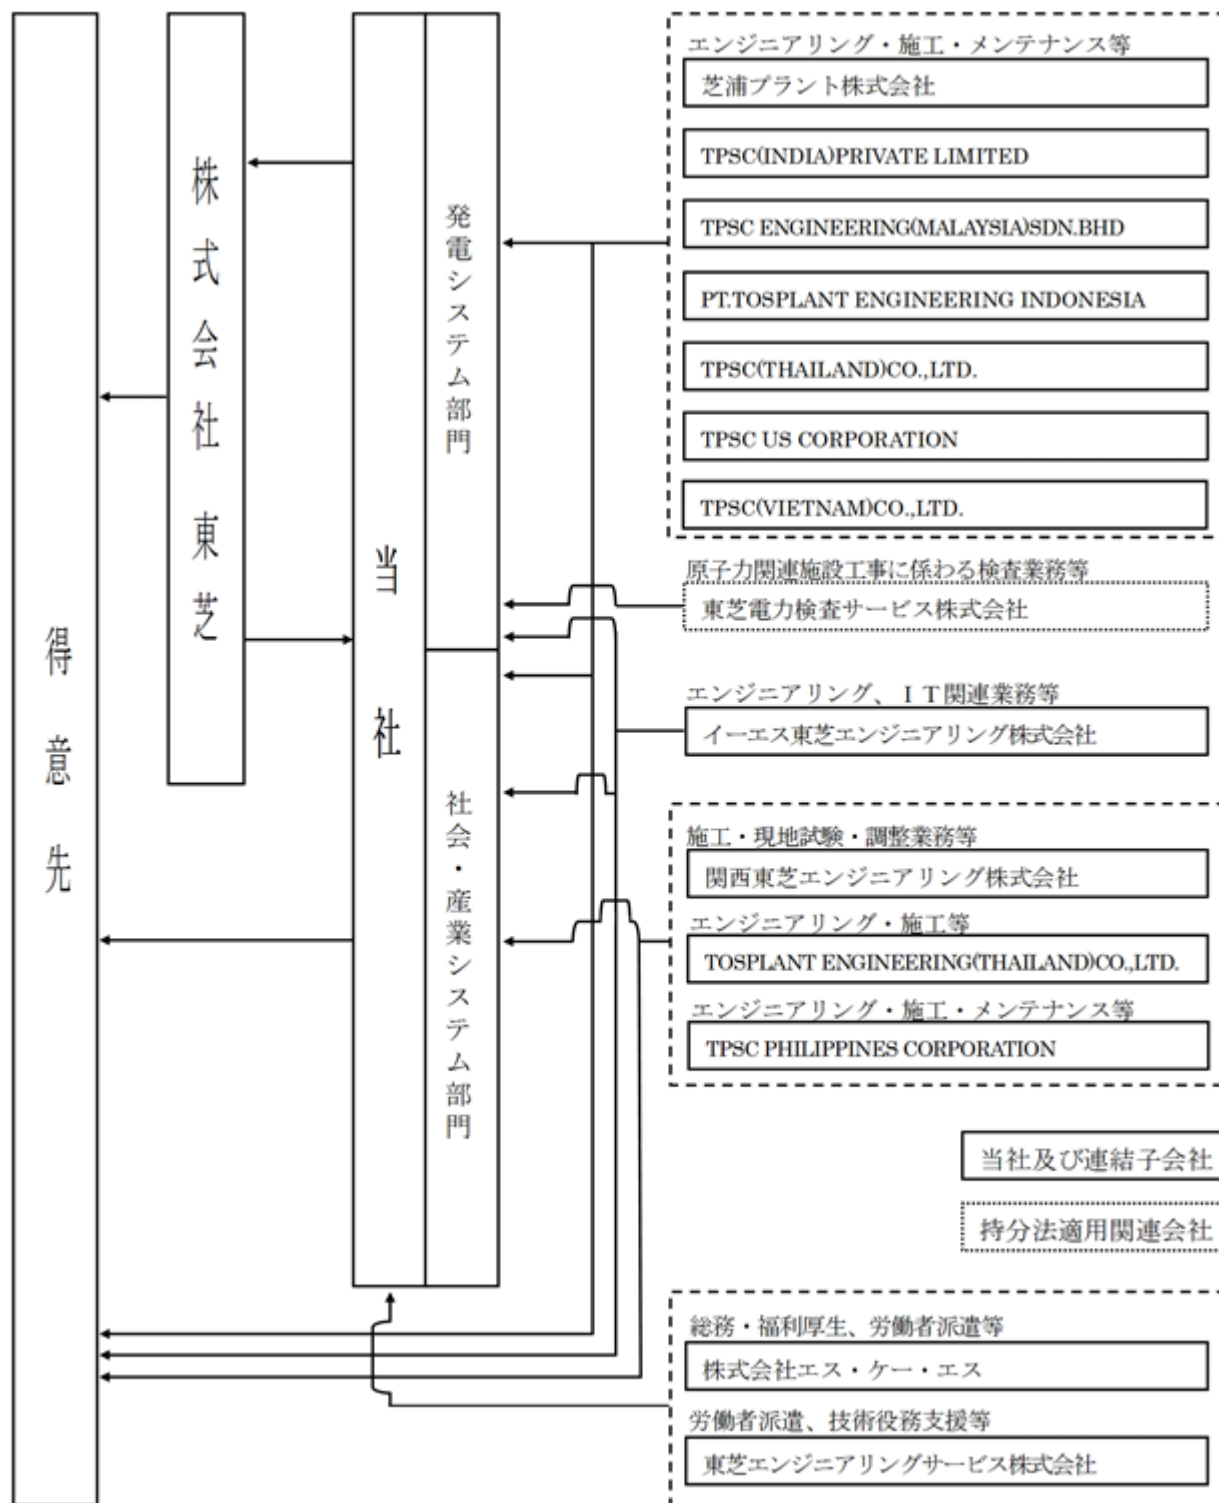 得意先
株式会社東芝
当社
発電システム部門
社会・産業システム部門
エンジニアリング・施工・メンテナンス等
芝浦プラント株式会社
TPSC(INDIA)PRIVATE LIMITED
TPSC ENGINEERING(MALAYSIA)SDN.BHD
PT.TOSPLANT ENGINEERING INDONESIA
TPSC(THAILAND)CO.,LTD.
TPSC US CORPORATION
TPSC(VIETNAM)CO.,LTD.
原子力関連施設工事に係わる検査業務等
東芝電力検査サービス株式会社
エンジニアリング、ＩＴ関連業務等
イーエス東芝エンジニアリング株式会社
施工・現地試験・調整業務等
関西東芝エンジニアリング株式会社
エンジニアリング・施工等
TOSPLANT ENGINEERING(THAILAND)CO.,LTD.
エンジニアリング・施工・メンテナンス等
TPSC PHILIPPINES CORPORATION
当社及び連結子会社
持分法適用関連会社
総務・福利厚生、労働者派遣等
株式会社エス・ケー・エス
労働者派遣、技術役務支援等
東芝エンジニアリングサービス株式会社